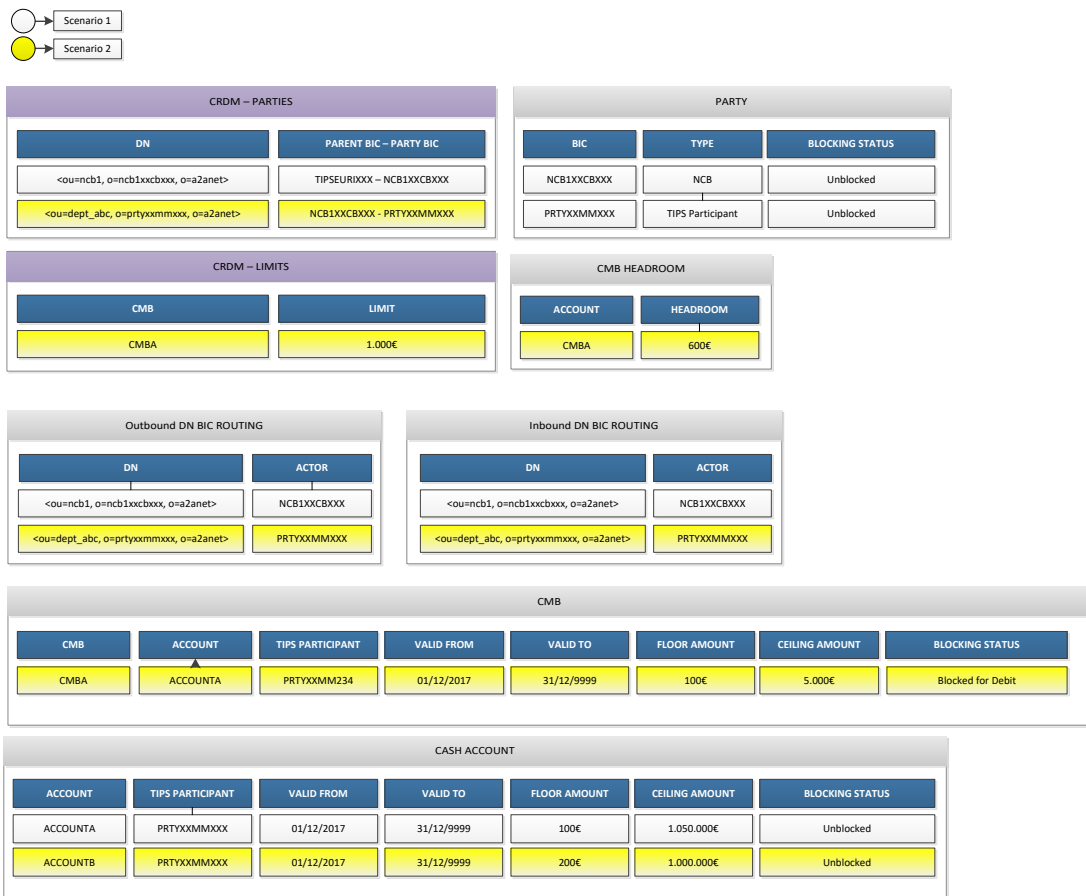 Scenario 1
Scenario 2
CRDM – PARTIES
DN PARENT BIC – PARTY BIC
<ou=ncb1, o=ncb1xxcbxxx, o=a2anet> TIPSEURIXXX – NCB1XXCBXXX
<ou=dept_abc, o=prtyxxmmxxx, o=a2anet> NCB1XXCBXXX - PRTYXXMMXXX
PARTY
BIC TYPE BLOCKING STATUS
NCB1XXCBXXX NCB Unblocked
PRTYXXMMXXX TIPS Participant Unblocked
CRDM – LIMITS
CMB LIMIT
CMBA 1.000€
CMB HEADROOM
ACCOUNT HEADROOM
CMBA 600€
Outbound DN BIC ROUTING
DN ACTOR
<ou=ncb1, o=ncb1xxcbxxx, o=a2anet> NCB1XXCBXXX
<ou=dept_abc, o=prtyxxmmxxx, o=a2anet> PRTYXXMMXXX
Inbound DN BIC ROUTING
DN ACTOR
<ou=ncb1, o=ncb1xxcbxxx, o=a2anet> NCB1XXCBXXX
<ou=dept_abc, o=prtyxxmmxxx, o=a2anet> PRTYXXMMXXX
CMB
CMB ACCOUNT TIPS PARTICIPANT VALID FROM VALID TO FLOOR AMOUNT CEILING AMOUNT BLOCKING STATUS
CMBA ACCOUNTA PRTYXXMM234 01/12/2017 31/12/9999 100€ 5.000€ Blocked for Debit
CASH ACCOUNT
ACCOUNT TIPS PARTICIPANT VALID FROM VALID TO FLOOR AMOUNT CEILING AMOUNT BLOCKING STATUS
ACCOUNTA PRTYXXMMXXX 01/12/2017 31/12/9999 100€ 1.050.000€ Unblocked
ACCOUNTB PRTYXXMMXXX 01/12/2017 31/12/9999 200€ 1.000.000€ Unblocked